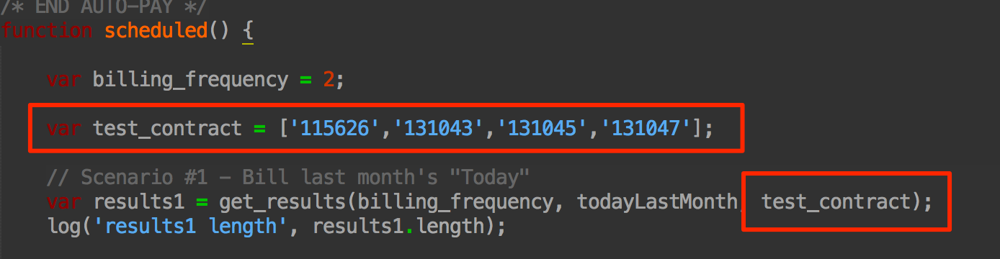 /* END AUTO-PAY */
function scheduled() {
var billing_frequency = 2;
var test_contract = ['115626','131043','131045','131047'];
// Scenario #1 - Bill last month's "Today"
var results1 = get_results(billing_frequency, todayLastMonth, test_contract);
log('results1 length', results1.length);